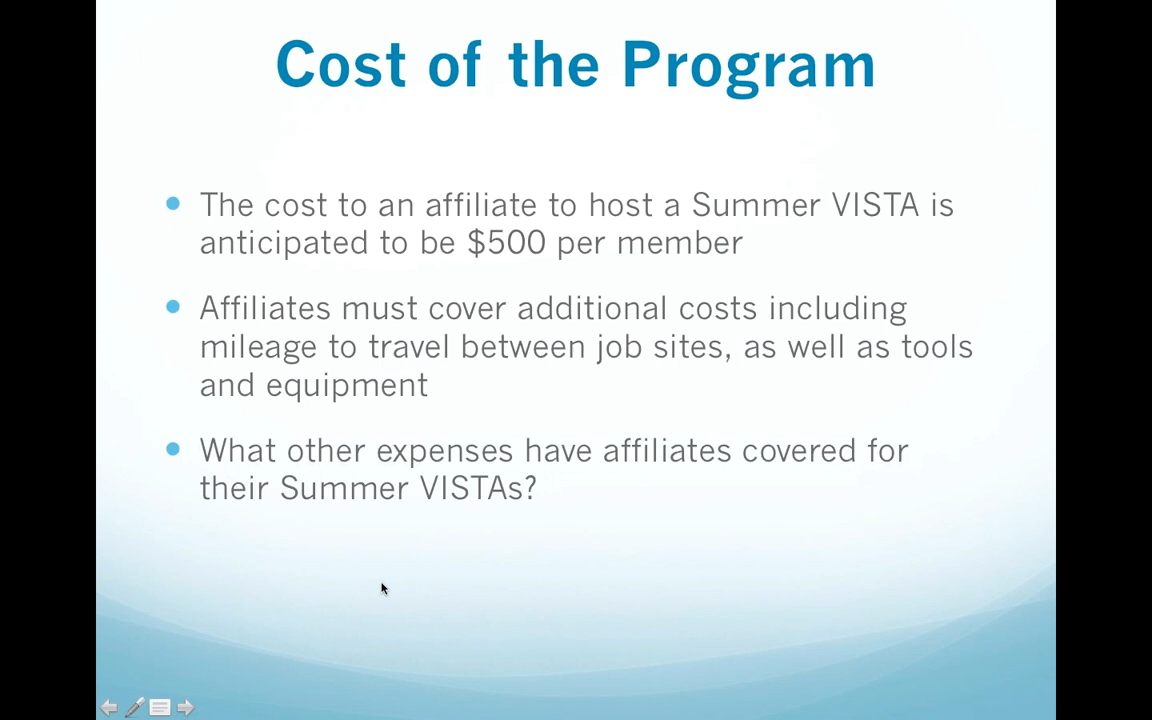 Cost of the Program
The cost to an affiliate to host a Summer VISTA is
anticipated to be $500 per member
Affiliates must cover additional costs including
mileage to travel between job sites, as well as tools
and equipment
What other expenses have affiliates covered for
their Summer VISTAs?